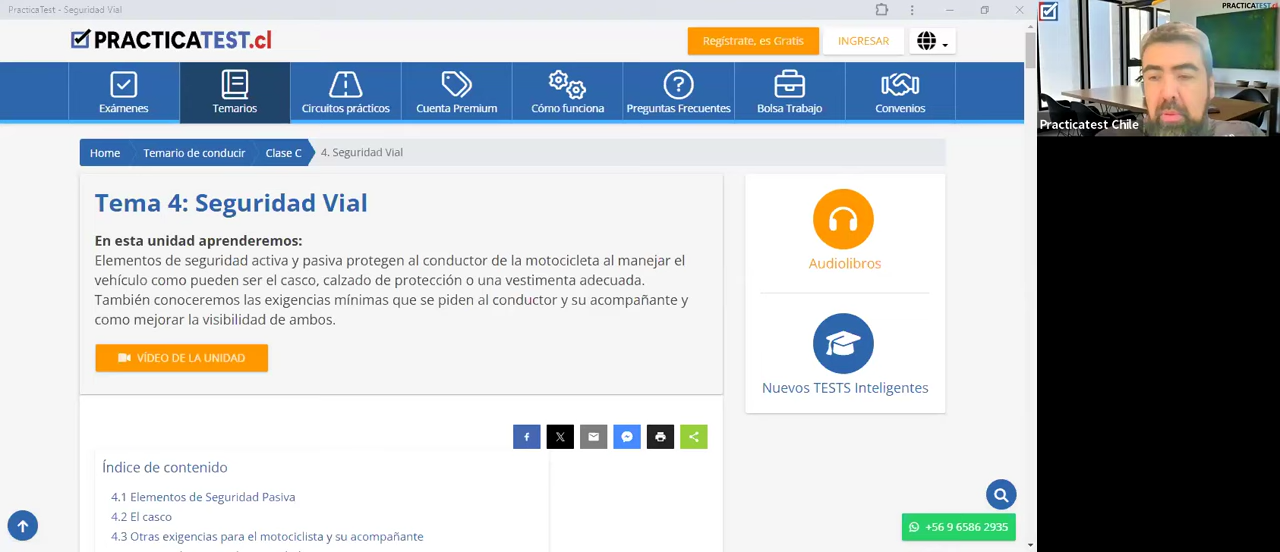 PracticaTest - Seguridad Vial
PRACTICATEST.cl
Regístrate, es Gratis
INGRESAR
Exámenes
Temarios
Circuitos prácticos
Cuenta Premium
Cómo funciona
Preguntas Frecuentes
Bolsa Trabajo
Convenios
Home
Temario de conducir
Clase C
4. Seguridad Vial
Tema 4: Seguridad Vial
En esta unidad aprenderemos:
Elementos de seguridad activa y pasiva protegen al conductor de la motocicleta al manejar el
vehículo como pueden ser el casco, calzado de protección o una vestimenta adecuada.
También conoceremos las exigencias mínimas que se piden al conductor y su acompañante y
como mejorar la visibilidad de ambos.
VÍDEO DE LA UNIDAD
Audiolibros
Nuevos TESTS Inteligentes
Índice de contenido
4.1 Elementos de Seguridad Pasiva
4.2 El casco
4.3 Otras exigencias para el motociclista y su acompañante
+56 9 6586 2935
PRACTICATEST.cl
Practicatest Chile